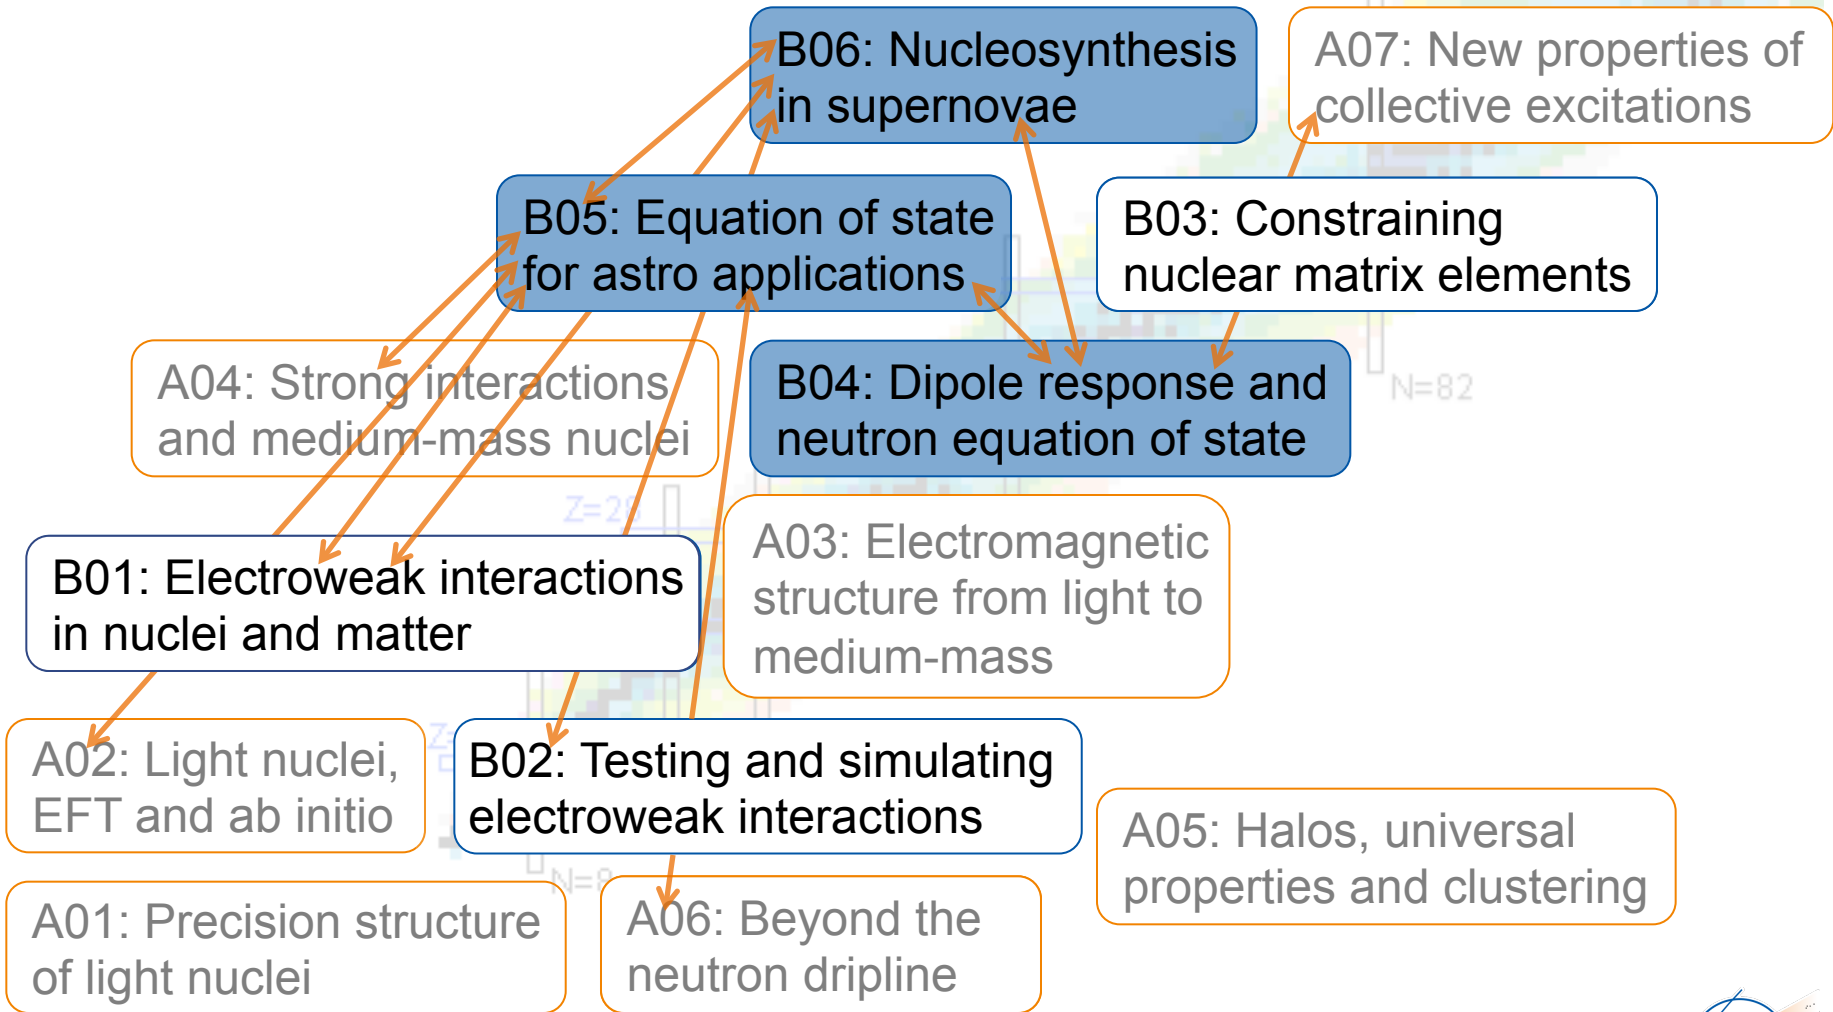 B06: Nucleosynthesis
in supernovae
A07: New properties of
collective excitations
B05: Equation of state
for astro applications
B03: Constraining
nuclear matrix elements
A04: Strong interactions
and medium-mass nuclei
B04: Dipole response and
neutron equation of state
N=82
Z=28
A03: Electromagnetic
structure from light to
medium-mass
B01: Electroweak interactions
in nuclei and matter
A02: Light nuclei,
EFT and ab initio
B02: Testing and simulating
electroweak interactions
A05: Halos, universal
properties and clustering
N=8
A01: Precision structure
of light nuclei
A06: Beyond the
neutron dripline